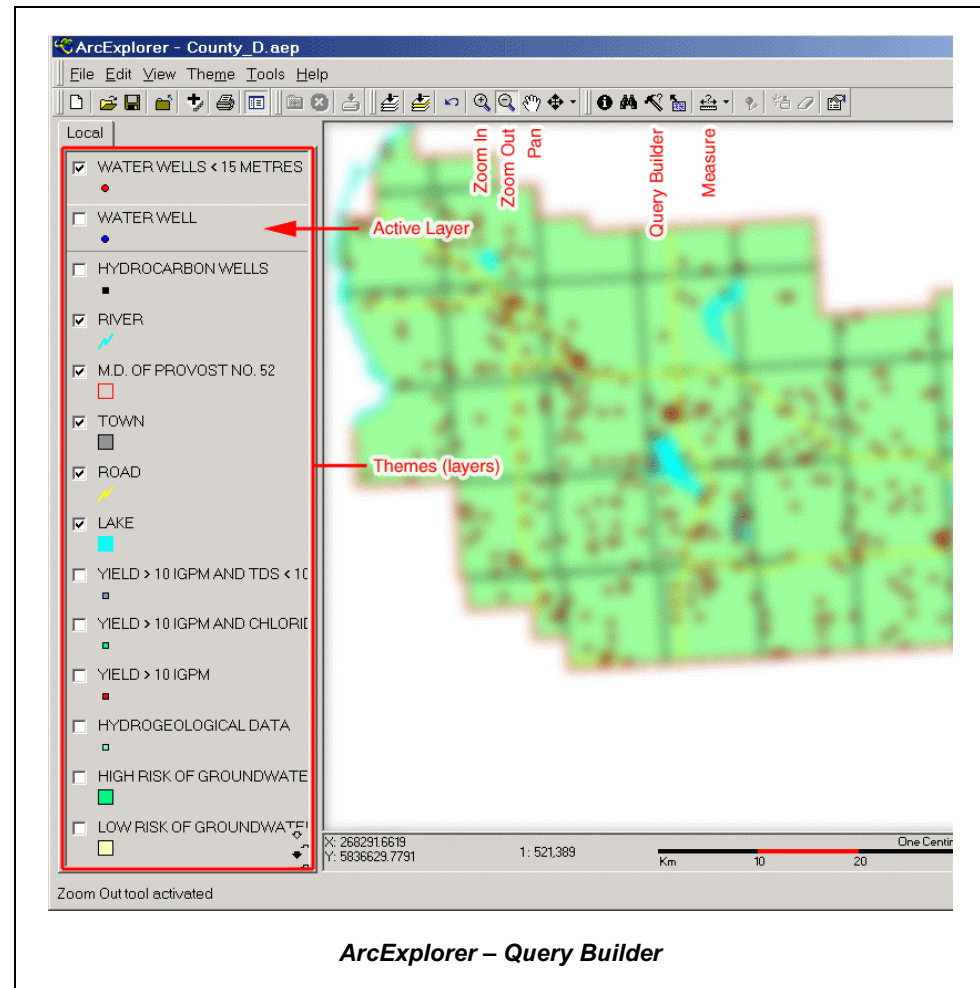 ArcExplorer - County_D.aep
File Edit View Theme Tools Help
Local
WATER WELLS < 15 METRES
WATER WELL
HYDROCARBON WELLS
RIVER
M.D. OF PROVOST NO. 52
TOWN
ROAD
LAKE
YIELD > 10 IGPM AND TDS < 10
YIELD > 10 IGPM AND CHLORID
YIELD > 10 IGPM
HYDROGEOLOGICAL DATA
HIGH RISK OF GROUNDWATE
LOW RISK OF GROUNDWATE
Zoom In
Zoom Out
Pan
Query Builder
Measure
Active Layer
Themes (layers)
X: 268291.6619
Y: 5836629.7791
1 : 521,389
One Centim
Km 10 20
Zoom Out tool activated
ArcExplorer – Query Builder